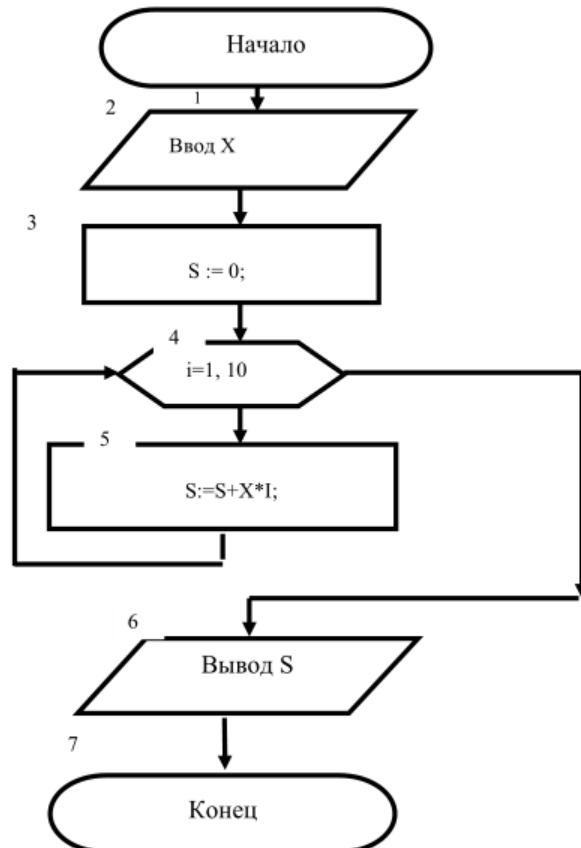 Начало
1
2
Ввод X
3
S := 0;
4
i=1, 10
5
S:=S+X*I;
6
Вывод S
7
Конец